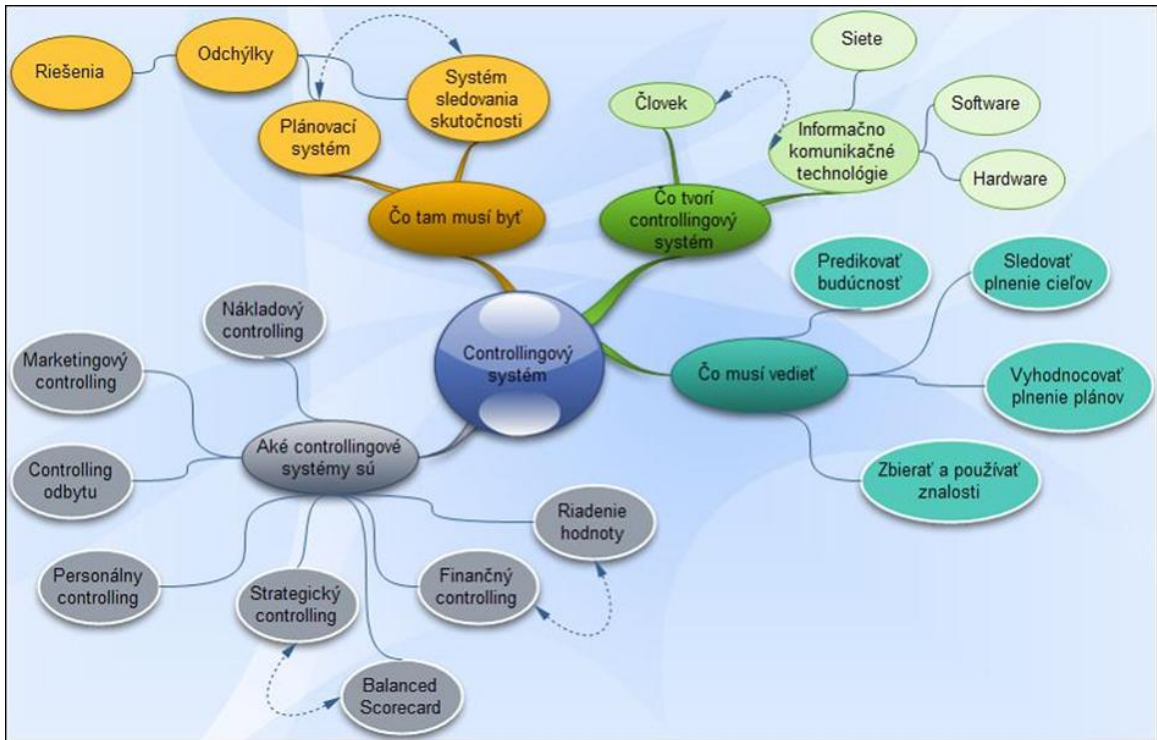 Riešenia
Odchýlky
Systém
sledovania
skutočnosti
Plánovací
systém
Čo tam musí byť
Siete
Človek
Software
Informačno
komunikačné
technológie
Hardware
Čo tvorí
controllingový
systém
Predikovať
budúcnosť
Sledovať
plnenie cieľov
Čo musí vedieť
Vyhodnocovať
plnenie plánov
Zbierať a používať
znalosti
Controllingový
systém
Nákladový
controlling
Marketingový
controlling
Aké controllingové
systémy sú
Controlling
odbytu
Riadenie
hodnoty
Personálny
controlling
Strategický
controlling
Finančný
controlling
Balanced
Scorecard